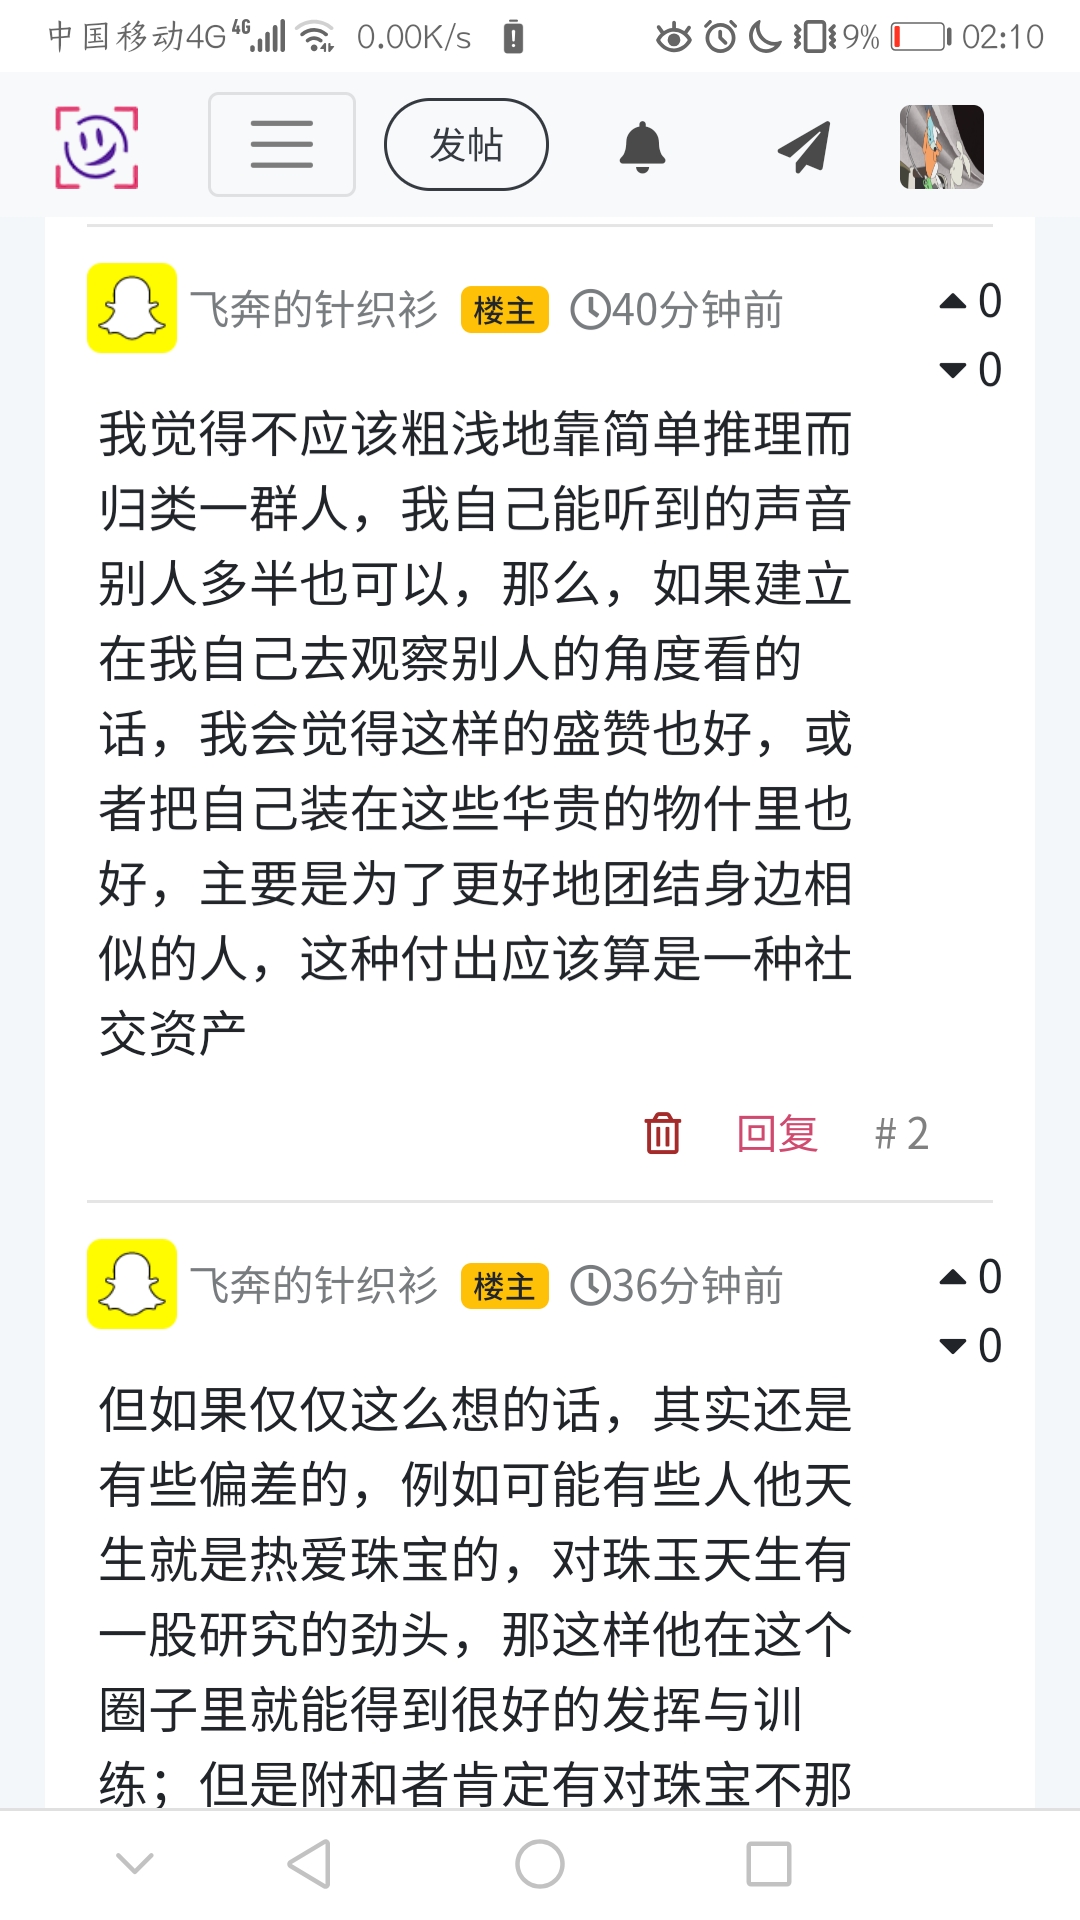 中国移动4G 4G 0.00K/s 9% 02:10
发帖
飞奔的针织衫 楼主 40分钟前 0
0
我觉得不应该粗浅地靠简单推理而
归类一群人，我自己能听到的声音
别人多半也可以，那么，如果建立
在我自己去观察别人的角度看的
话，我会觉得这样的盛赞也好，或
者把自己装在这些华贵的物什里也
好，主要是为了更好地团结身边相
似的人，这种付出应该算是一种社
交资产
回复 # 2
飞奔的针织衫 楼主 36分钟前 0
0
但如果仅仅这么想的话，其实还是
有些偏差的，例如可能有些人他天
生就是热爱珠宝的，对珠玉天生有
一股研究的劲头，那这样他在这个
圈子里就能得到很好的发挥与训
练；但是附和者肯定有对珠宝不那